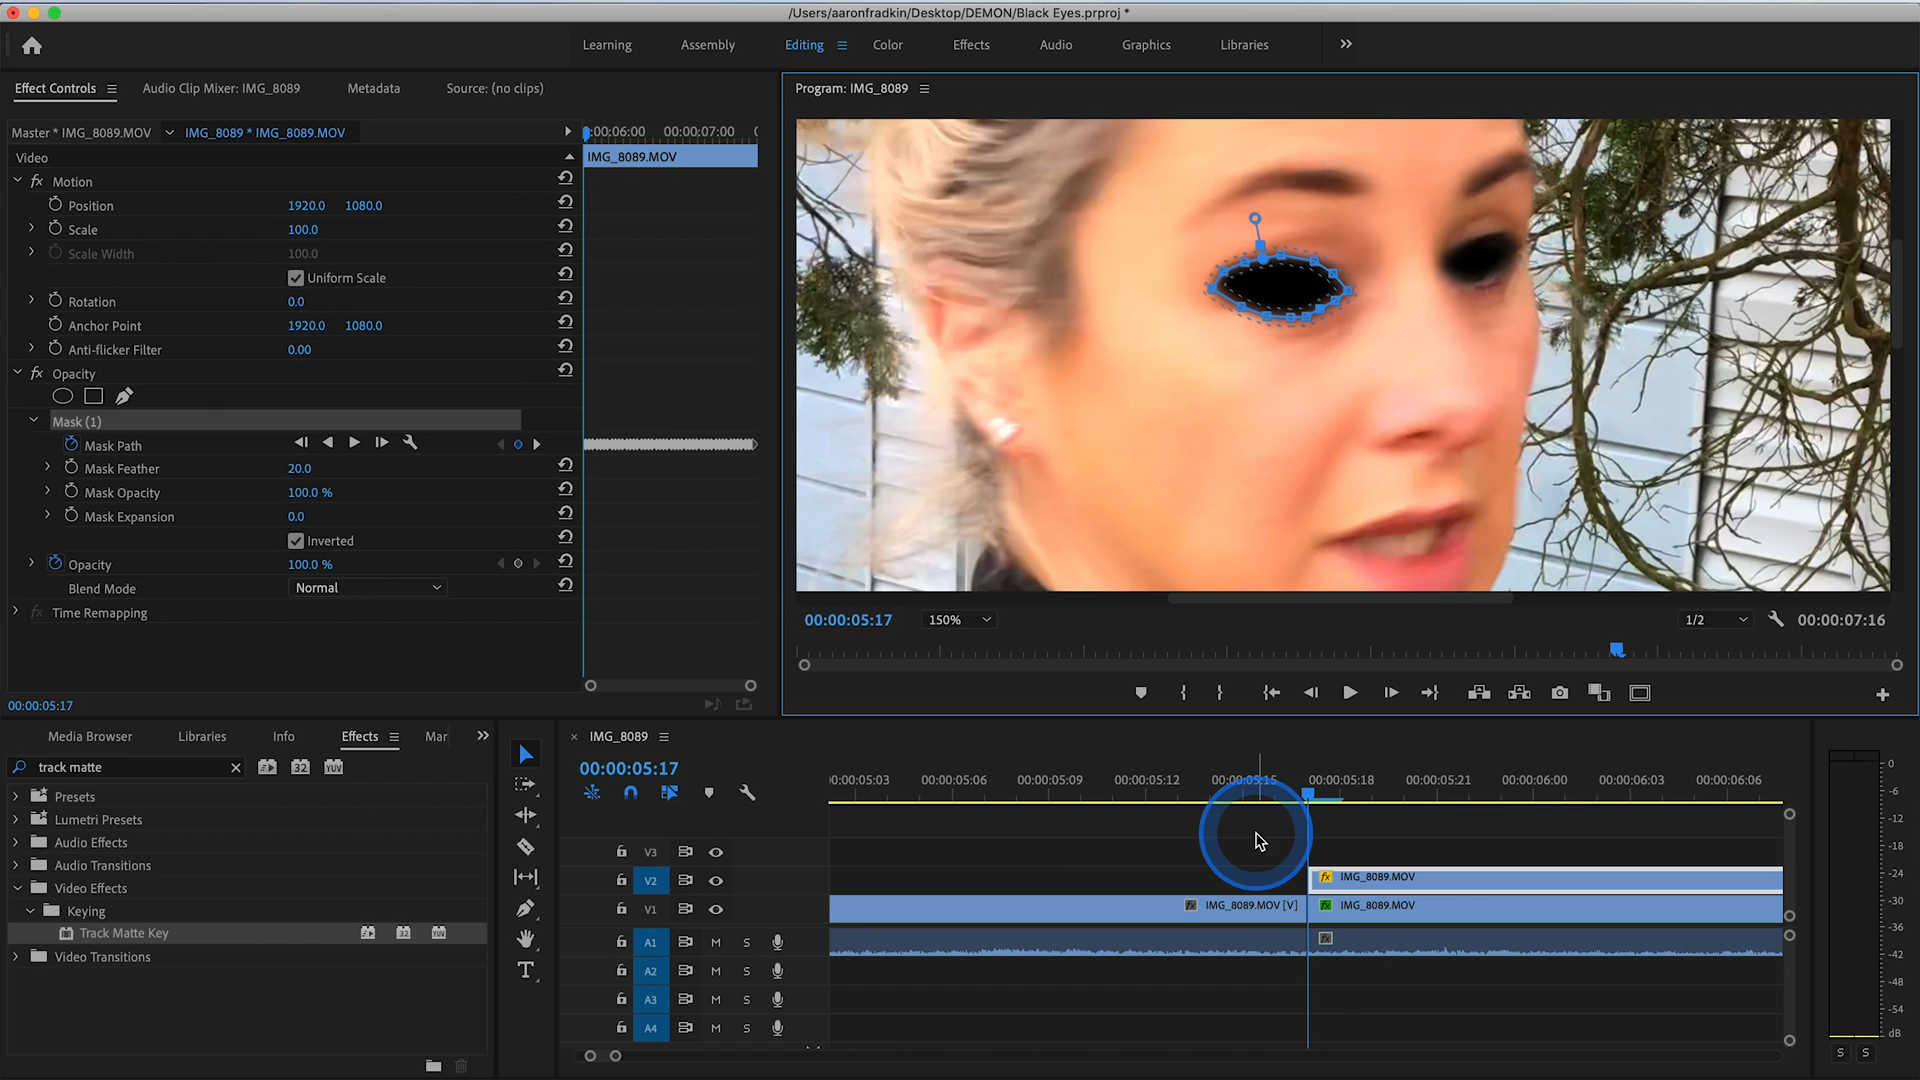 /Users/aaronfradkin/Desktop/DEMON/Black Eyes.prproj *
Learning Assembly Editing Color Effects Audio Graphics Libraries
Effect Controls Audio Clip Mixer: IMG_8089 Metadata Source: (no clips)
Program: IMG_8089
Master * IMG_8089.MOV IMG_8089 * IMG_8089.MOV
:00:06:00 00:00:07:00
Video
IMG_8089.MOV
fx Motion
Position 1920.0 1080.0
Scale 100.0
Scale Width 100.0
Uniform Scale
Rotation 0.0
Anchor Point 1920.0 1080.0
Anti-flicker Filter 0.00
fx Opacity
Mask (1)
Mask Path
Mask Feather 20.0
Mask Opacity 100.0 %
Mask Expansion 0.0
Inverted
Opacity 100.0 %
Blend Mode Normal
fx Time Remapping
00:00:05:17
00:00:05:17 150% 1/2 00:00:07:16
Media Browser Libraries Info Effects Mar
track matte 32 YUV
Presets
Lumetri Presets
Audio Effects
Audio Transitions
Video Effects
Keying
Track Matte Key 32 YUV
Video Transitions
IMG_8089
00:00:05:17
00:00:05:03 00:00:05:06 00:00:05:09 00:00:05:12 00:00:05:15 00:00:05:18 00:00:05:21 00:00:06:00 00:00:06:03 00:00:06:06
V3
V2 fx IMG_8089.MOV
V1 fx IMG_8089.MOV [V] fx IMG_8089.MOV
A1 M S fx
A2 M S
A3 M S
A4 M S
0
-6
-12
-18
-24
-30
-36
-42
-48
-54
dB
S S